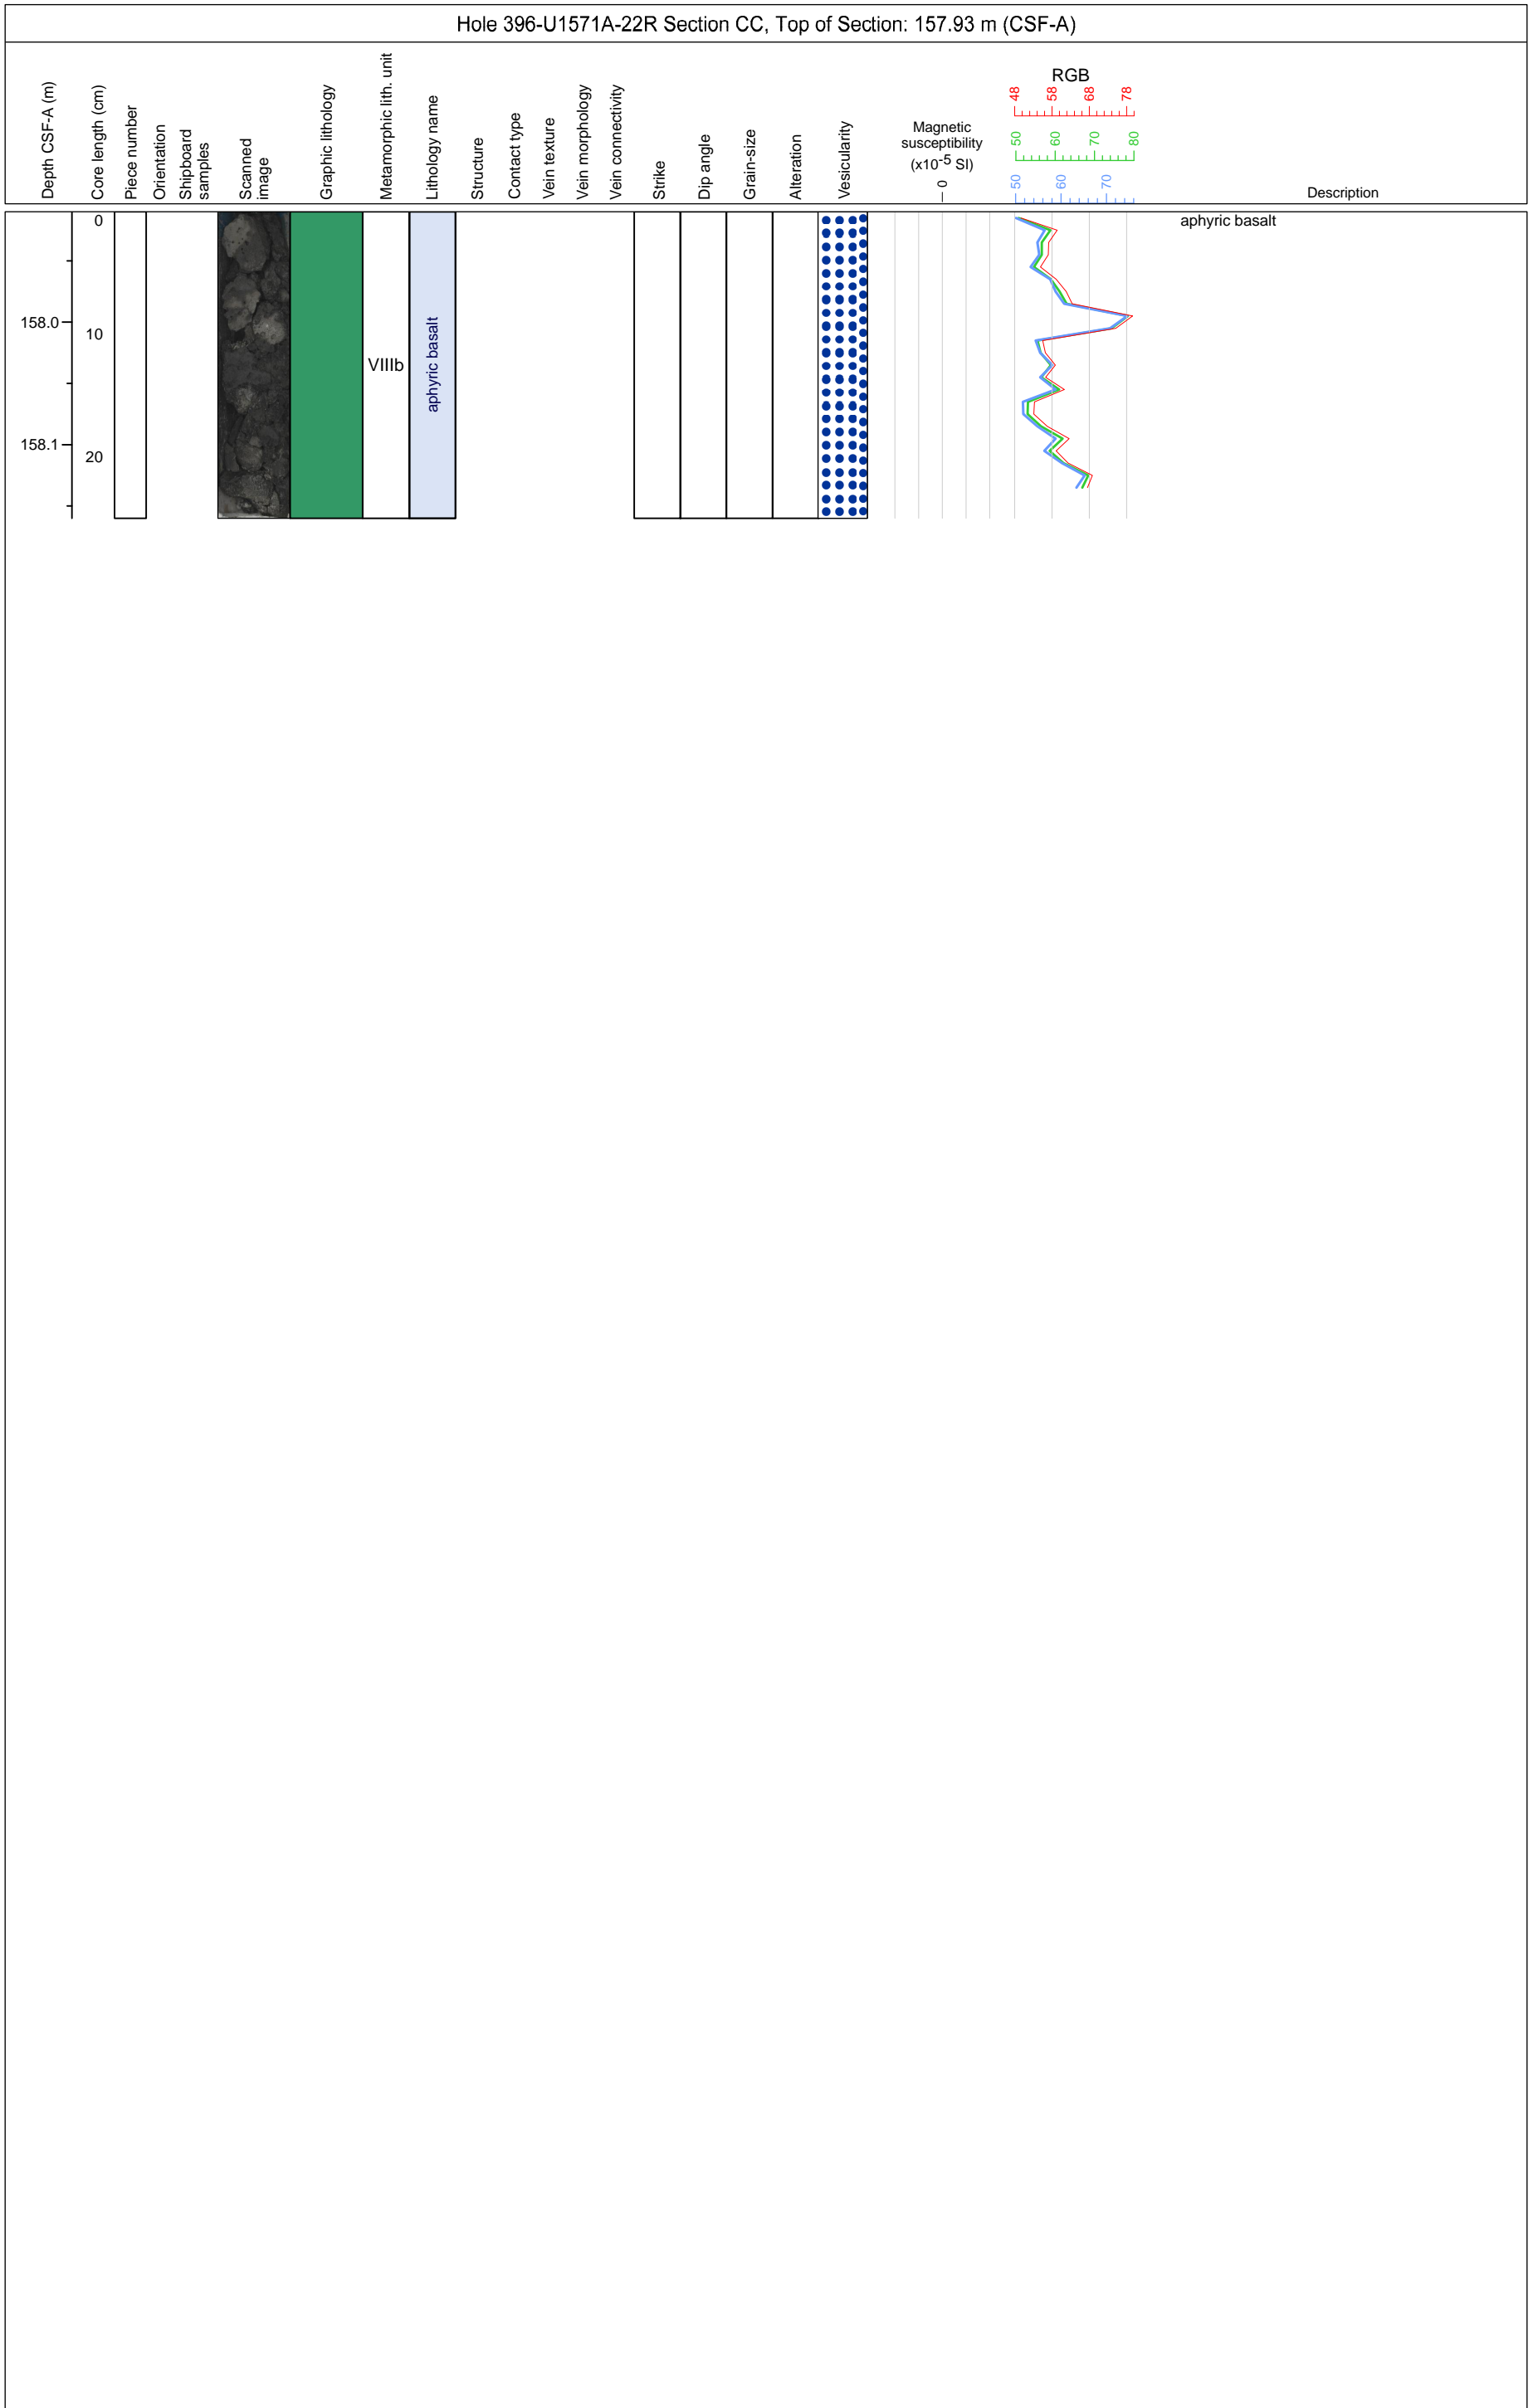 Hole 396-U1571A-22R Section CC, Top of Section: 157.93 m (CSF-A)
Depth CSF-A (m)
Core length (cm)
Piece number
Orientation
Shipboard
samples
Scanned
image
Graphic lithology
Metamorphic lith. unit
Lithology name
Structure
Contact type
Vein texture
Vein morphology
Vein connectivity
Strike
Dip angle
Grain-size
Alteration
Vesicularity
Magnetic
susceptibility
(x10-5 SI)
0
RGB
48 58 68 78
50 60 70 80
50 60 70
Description
0
aphyric basalt
158.0
10
VIIIb
aphyric basalt
158.1
20